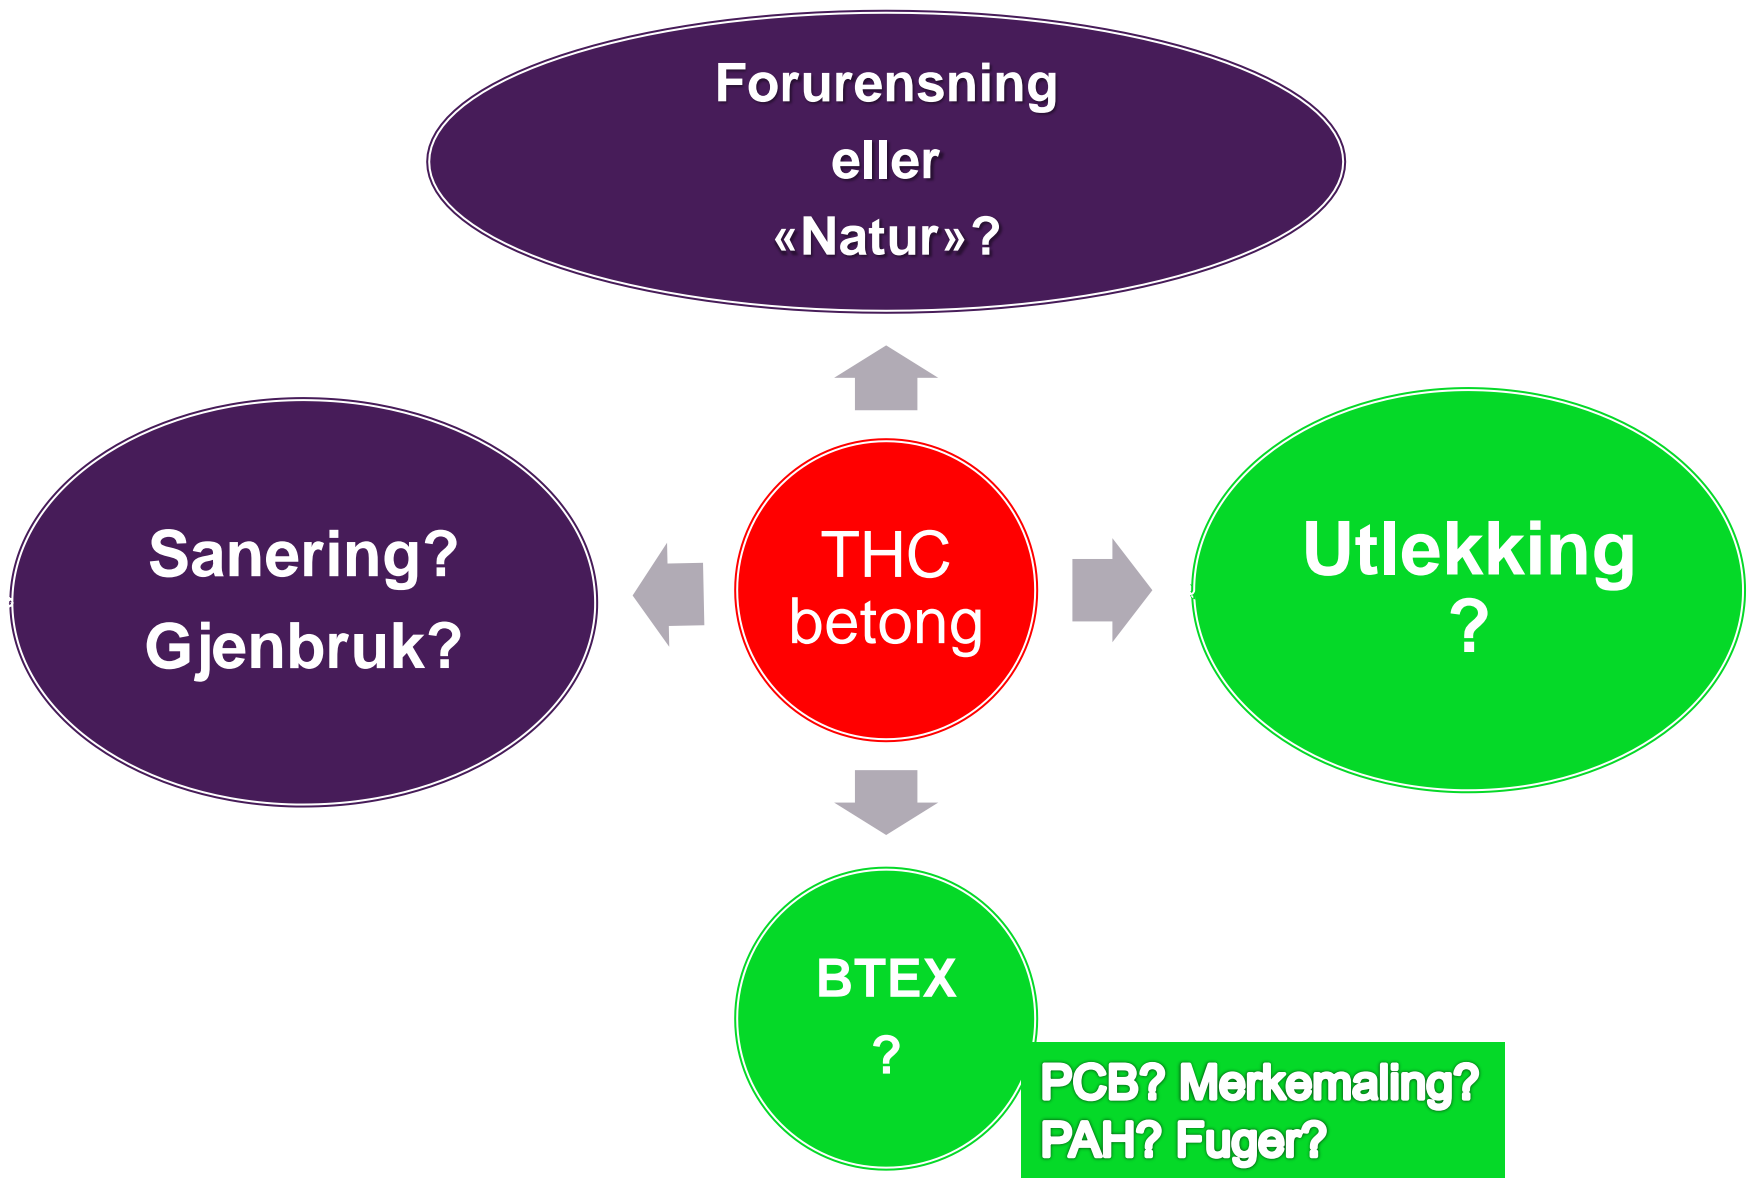 Forurensning
eller
«Natur»?
Sanering?
Gjenbruk?
THC
betong
Utlekking
?
BTEX
?
PCB? Merkemaling?
PAH? Fuger?